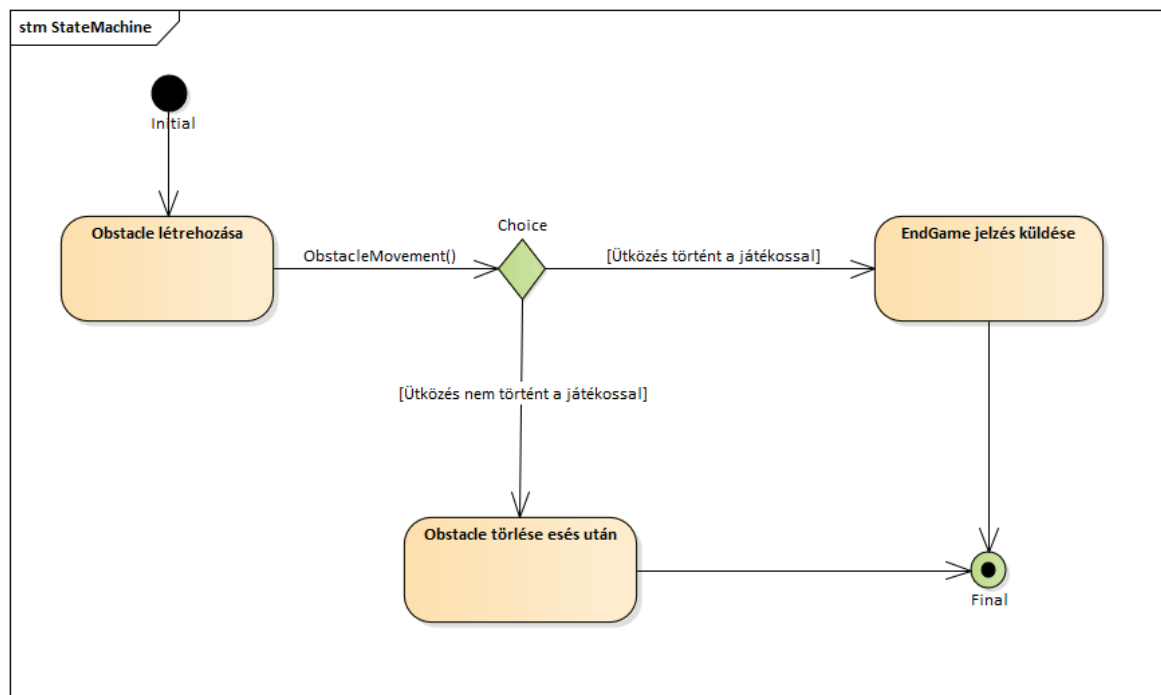 stm StateMachine
Initial
Obstacle létrehozása
ObstacleMovement()
Choice
[Ütközés történt a játékossal]
EndGame jelzés küldése
[Ütközés nem történt a játékossal]
Obstacle törlése esés után
Final